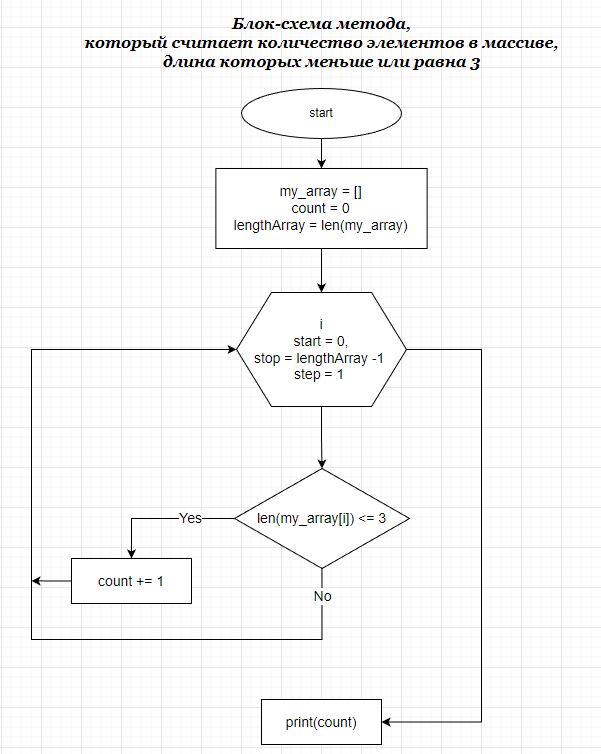 Блок-схема метода,
который считает количество элементов в массиве,
длина которых меньше или равна 3
start
my_array = []
count = 0
lengthArray = len(my_array)
i
start = 0,
stop = lengthArray -1
step = 1
len(my_array[i]) <= 3
Yes
count += 1
No
print(count)